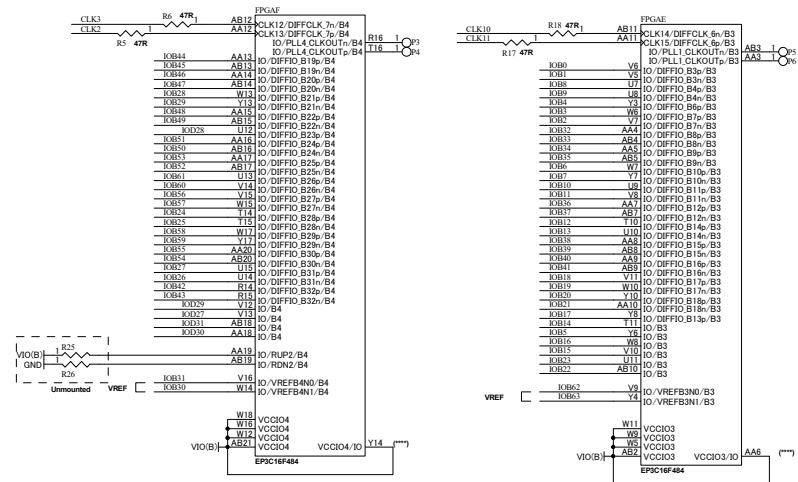 FPGAF
CLK3 R6 47R 1 AB12 CLK12/DIFFCLK_7n/B4
CLK2 R5 47R 1 AA12 CLK13/DIFFCLK_7p/B4
IO/PLL4_CLKOUTn/B4 R16 1 P3
IO/PLL4_CLKOUTp/B4 T16 1 P4
IOB44 AA13 IO/DIFFIO_B19p/B4
IOB45 AB13 IO/DIFFIO_B19n/B4
IOB46 AA14 IO/DIFFIO_B20p/B4
IOB47 AB14 IO/DIFFIO_B20n/B4
IOB28 W13 IO/DIFFIO_B21p/B4
IOB29 Y13 IO/DIFFIO_B21n/B4
IOB48 AA15 IO/DIFFIO_B22p/B4
IOB49 AB15 IO/DIFFIO_B22n/B4
IOD28 U12 IO/DIFFIO_B23p/B4
IOB51 AA16 IO/DIFFIO_B24p/B4
IOB50 AB16 IO/DIFFIO_B24n/B4
IOB53 AA17 IO/DIFFIO_B25p/B4
IOB52 AB17 IO/DIFFIO_B25n/B4
IOB61 U13 IO/DIFFIO_B26p/B4
IOB60 V14 IO/DIFFIO_B26n/B4
IOB56 V15 IO/DIFFIO_B27p/B4
IOB57 W15 IO/DIFFIO_B27n/B4
IOB24 T14 IO/DIFFIO_B28p/B4
IOB25 T15 IO/DIFFIO_B28n/B4
IOB58 W17 IO/DIFFIO_B29p/B4
IOB59 Y17 IO/DIFFIO_B29n/B4
IOB55 AA20 IO/DIFFIO_B30p/B4
IOB54 AB20 IO/DIFFIO_B30n/B4
IOB27 U15 IO/DIFFIO_B31p/B4
IOB26 U14 IO/DIFFIO_B31n/B4
IOB42 R14 IO/DIFFIO_B32p/B4
IOB43 R15 IO/DIFFIO_B32n/B4
IOD29 V12 IO/B4
IOD27 V13 IO/B4
IOD31 AB18 IO/B4
IOD30 AA18 IO/B4
VIO(B) 1 R25 AA19 IO/RUP2/B4
GND 1 R26 AB19 IO/RDN2/B4
Unmounted
VREF
IOB31 V16 IO/VREFB4N0/B4
IOB30 W14 IO/VREFB4N1/B4
W18 VCCIO4
W16 VCCIO4
W12 VCCIO4
VIO(B) AB21 VCCIO4
VCCIO4/IO Y14 (****)
EP3C16F484
FPGAE
CLK10 R18 47R 1 AB11 CLK14/DIFFCLK_6n/B3
CLK11 R17 47R 1 AA11 CLK15/DIFFCLK_6p/B3
IO/PLL1_CLKOUTn/B3 AB3 1 P5
IO/PLL1_CLKOUTp/B3 AA3 1 P6
IOB0 V6 IO/DIFFIO_B3p/B3
IOB1 V5 IO/DIFFIO_B3n/B3
IOB8 U7 IO/DIFFIO_B4p/B3
IOB9 U8 IO/DIFFIO_B4n/B3
IOB4 Y3 IO/DIFFIO_B6p/B3
IOB3 W6 IO/DIFFIO_B7p/B3
IOB2 V7 IO/DIFFIO_B7n/B3
IOB32 AA4 IO/DIFFIO_B8p/B3
IOB33 AB4 IO/DIFFIO_B8n/B3
IOB34 AA5 IO/DIFFIO_B9p/B3
IOB35 AB5 IO/DIFFIO_B9n/B3
IOB6 W7 IO/DIFFIO_B10p/B3
IOB7 Y7 IO/DIFFIO_B10n/B3
IOB10 U9 IO/DIFFIO_B11p/B3
IOB11 V8 IO/DIFFIO_B11n/B3
IOB36 AA7 IO/DIFFIO_B12p/B3
IOB37 AB7 IO/DIFFIO_B12n/B3
IOB12 T10 IO/DIFFIO_B14p/B3
IOB13 U10 IO/DIFFIO_B14n/B3
IOB38 AA8 IO/DIFFIO_B15p/B3
IOB39 AB8 IO/DIFFIO_B15n/B3
IOB40 AA9 IO/DIFFIO_B16p/B3
IOB41 AB9 IO/DIFFIO_B16n/B3
IOB18 V11 IO/DIFFIO_B17p/B3
IOB19 W10 IO/DIFFIO_B17n/B3
IOB20 Y10 IO/DIFFIO_B18p/B3
IOB21 AA10 IO/DIFFIO_B18n/B3
IOB17 Y8 IO/DIFFIO_B13p/B3
IOB14 T11 IO/B3
IOB5 Y6 IO/B3
IOB16 W8 IO/B3
IOB15 V10 IO/B3
IOB23 U11 IO/B3
IOB22 AB10 IO/B3
VREF
IOB62 V9 IO/VREFB3N0/B3
IOB63 Y4 IO/VREFB3N1/B3
W11 VCCIO3
W9 VCCIO3
W5 VCCIO3
VIO(B) AB2 VCCIO3
VCCIO3/IO AA6 (****)
EP3C16F484